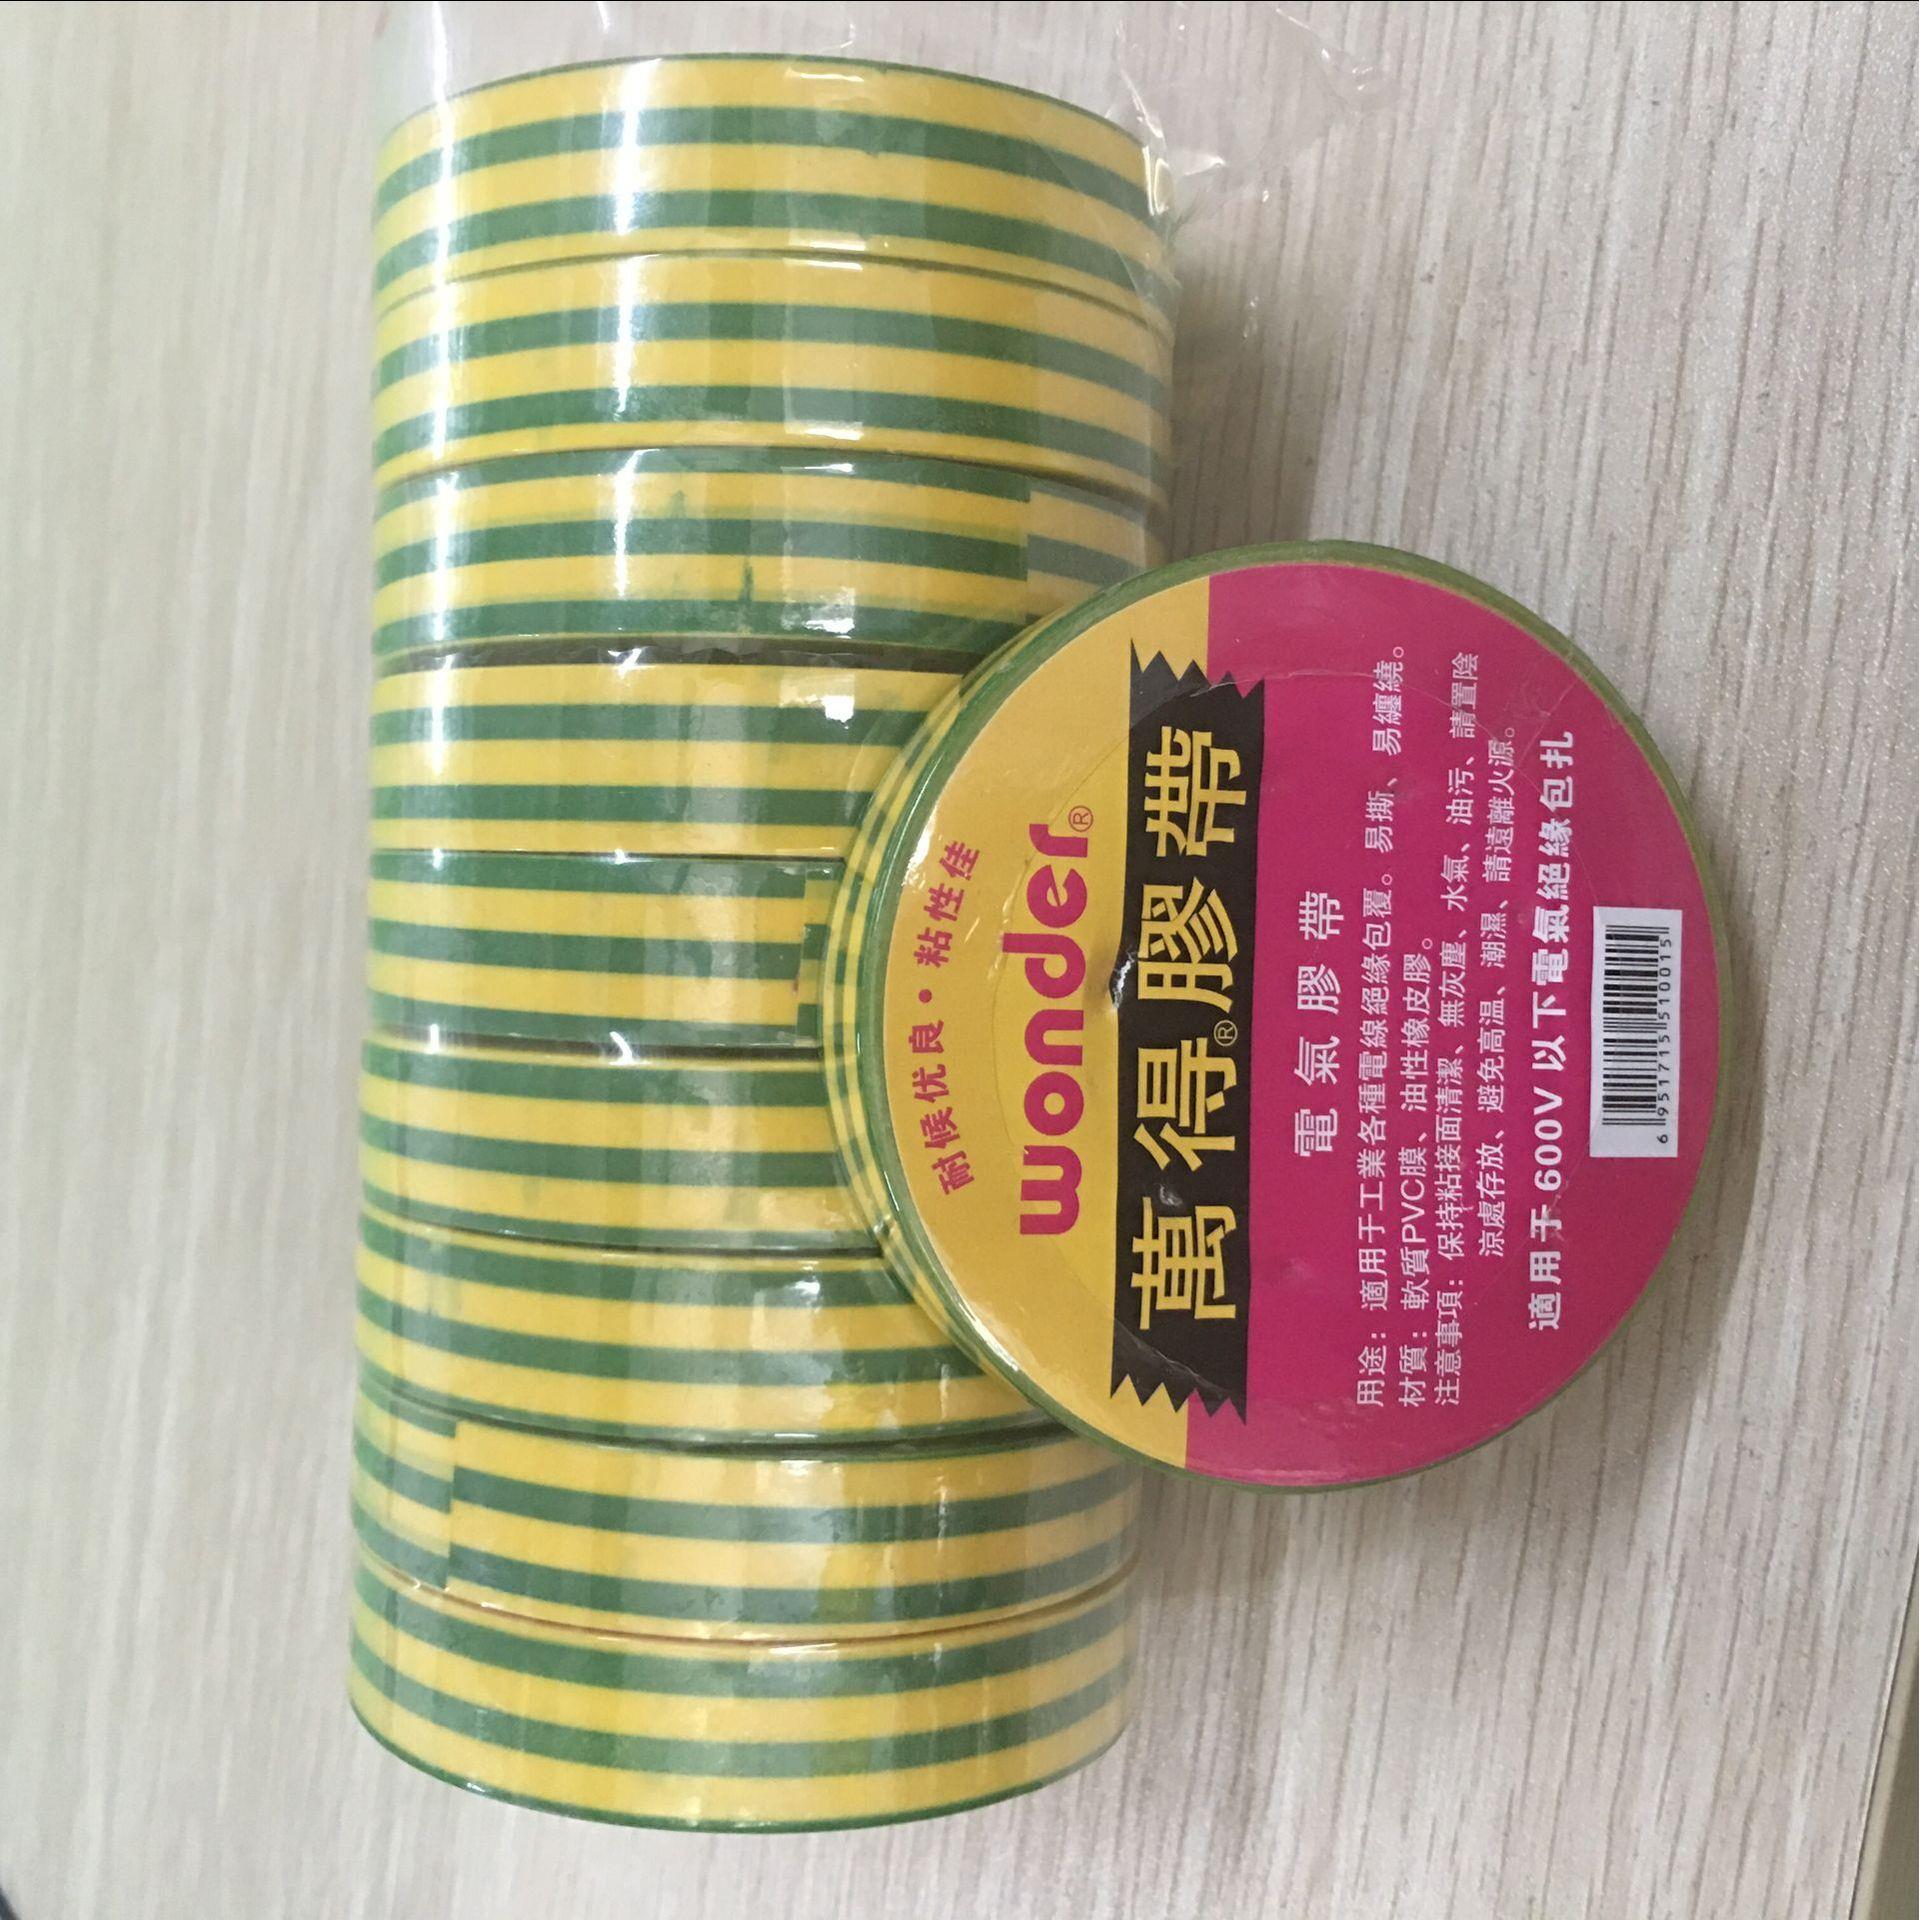 耐候优良·粘性佳
wonder®
萬得®膠帶
電氣膠帶
用途：適用于工業各種電線絕緣包覆。易撕、易纏繞。
材質：軟質PVC膜、油性橡皮膠。
注意事項：保持粘接面清潔、無灰塵、水氣、油污、請置陰
涼處存放、避免高温、潮濕、請遠離火源。
適用于600V以下電氣絕緣包扎
6951715510015